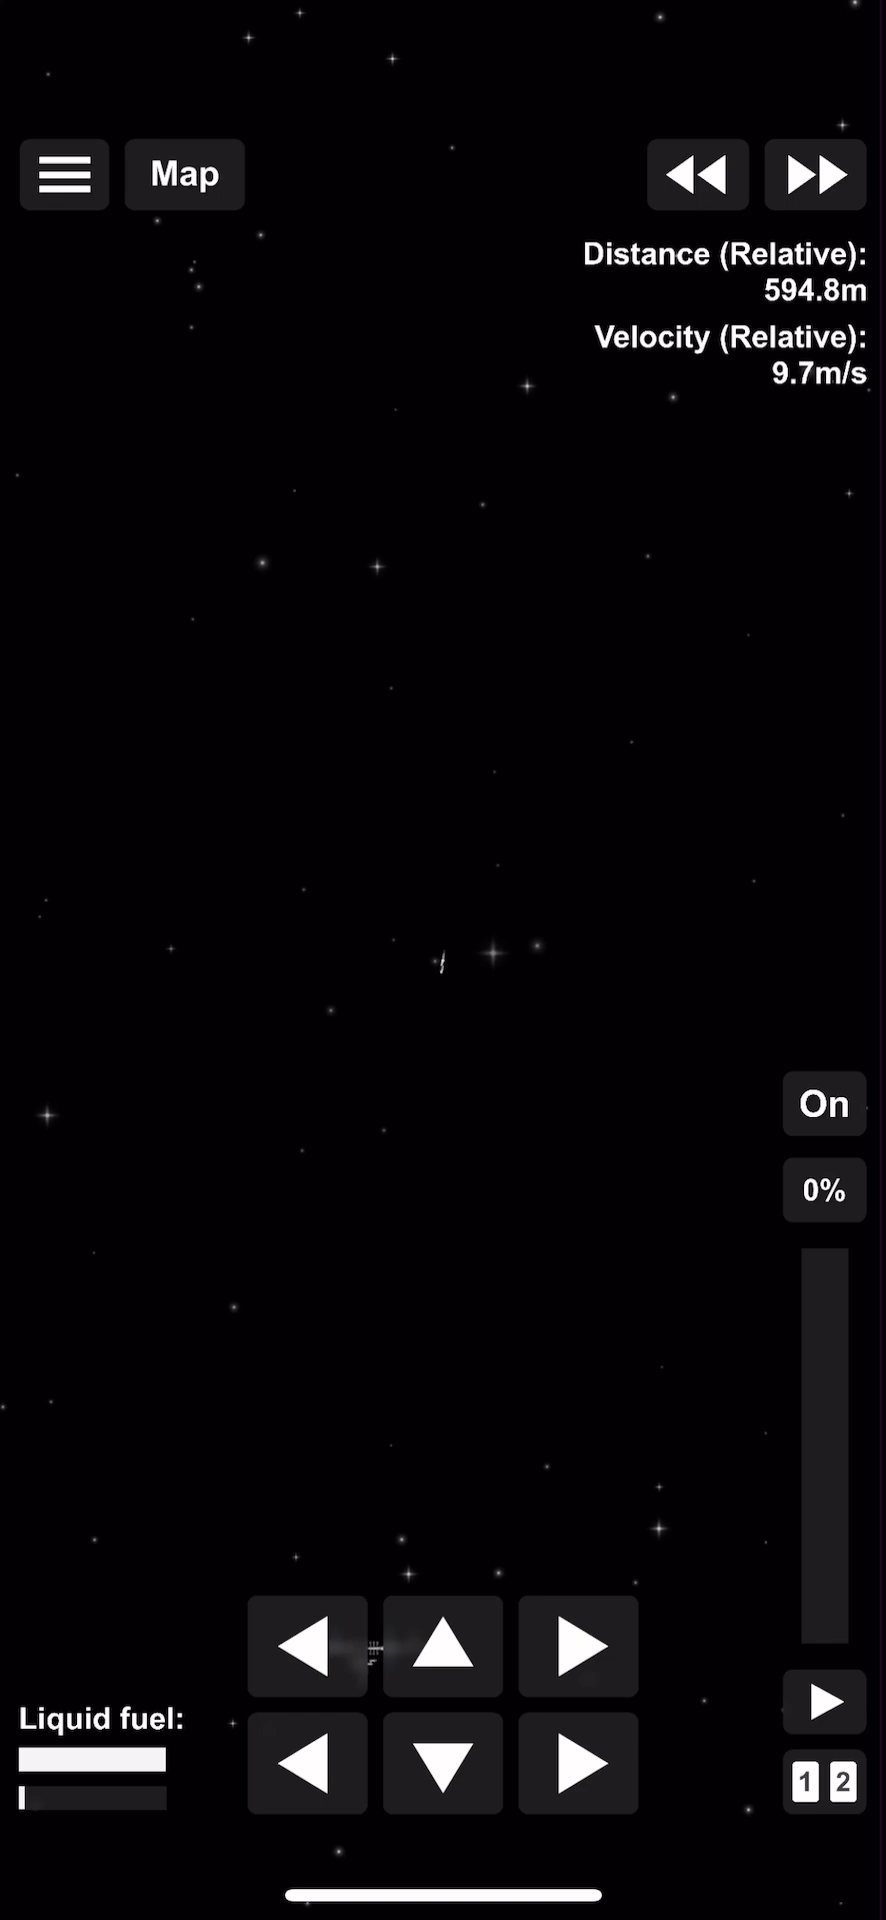 Map
Distance (Relative):
594.8m
Velocity (Relative):
9.7m/s
On
0%
Liquid fuel:
1 2